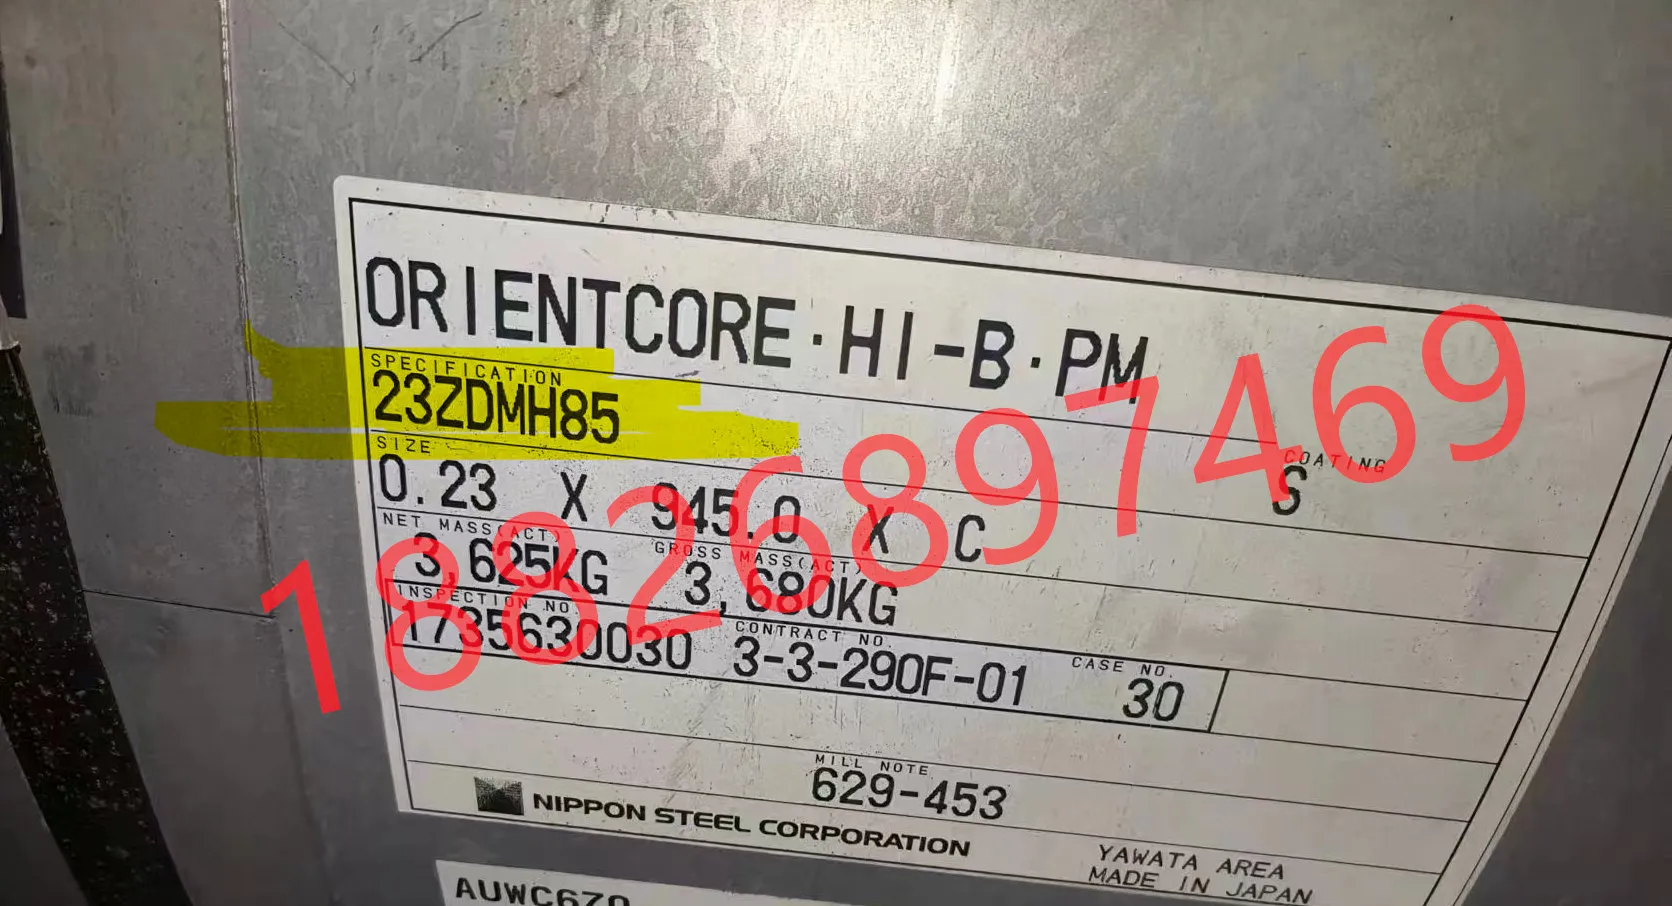 ORIENTCORE·HI-B·PM
SPECIFICATION
23ZDMH85
COATING
S
SIZE
0.23 X 945.0 X C
NET MASS(ACT) GROSS MASS(ACT)
3,625KG 3,680KG
INSPECTION NO. CONTRACT NO. CASE NO.
1735630030 3-3-290F-01 30
MILL NOTE
629-453
NIPPON STEEL CORPORATION
YAWATA AREA
MADE IN JAPAN
18826897469